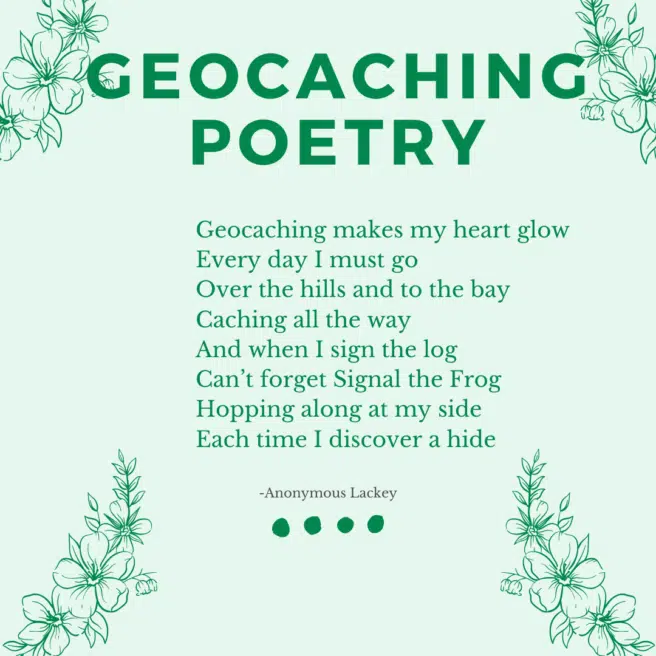 GEOCACHING
POETRY
Geocaching makes my heart glow
Every day I must go
Over the hills and to the bay
Caching all the way
And when I sign the log
Can’t forget Signal the Frog
Hopping along at my side
Each time I discover a hide
-Anonymous Lackey